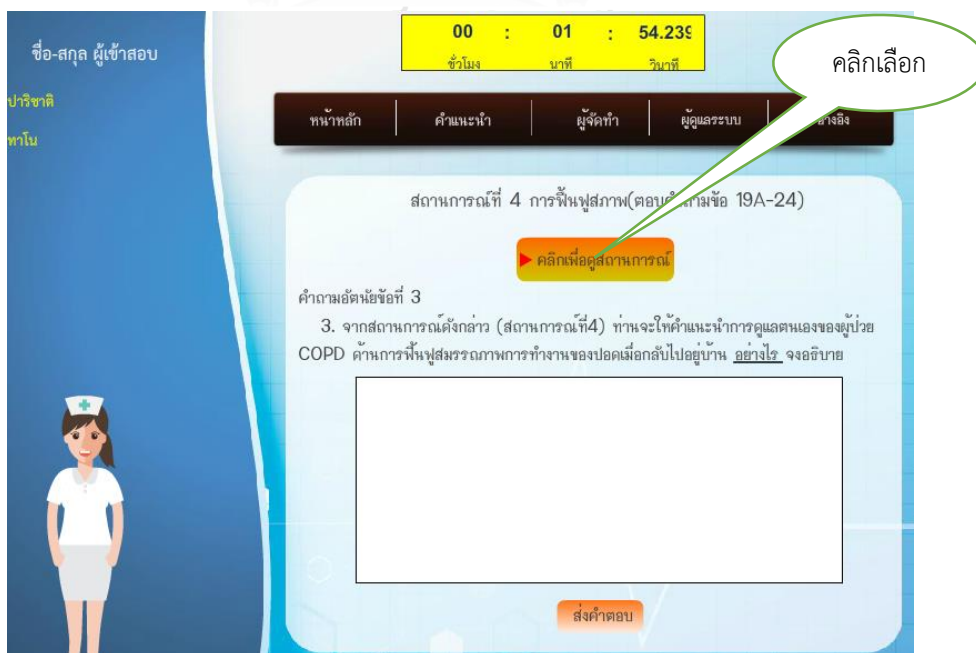 ชื่อ-สกุล ผู้เข้าสอบ
ปาริชาติ
ทาโน
00 : 01 : 54.239
ชั่วโมง นาที วินาที
คลิกเลือก
หน้าหลัก คำแนะนำ ผู้จัดทำ ผู้ดูแลระบบ
สถานการณ์ที่ 4 การฟื้นฟูสภาพ(ตอบคำถามข้อ 19A-24)
คลิกเพื่อดูสถานการณ์
คำถามอัตนัยข้อที่ 3
3. จากสถานการณ์ดังกล่าว (สถานการณ์ที่4) ท่านจะให้คำแนะนำการดูแลตนเองของผู้ป่วย
COPD ด้านการฟื้นฟูสมรรถภาพการทำงานของปอดเมื่อกลับไปอยู่บ้าน อย่างไร จงอธิบาย
ส่งคำตอบ